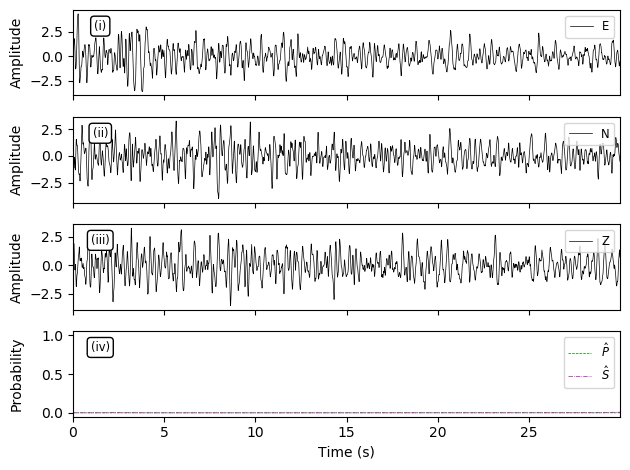 (i)
E
Amplitude
2.5
0.0
−2.5
(ii)
N
Amplitude
2.5
0.0
−2.5
(iii)
Z
Amplitude
2.5
0.0
−2.5
(iv)
P̂
Ŝ
Probability
1.0
0.5
0.0
0 5 10 15 20 25
Time (s)